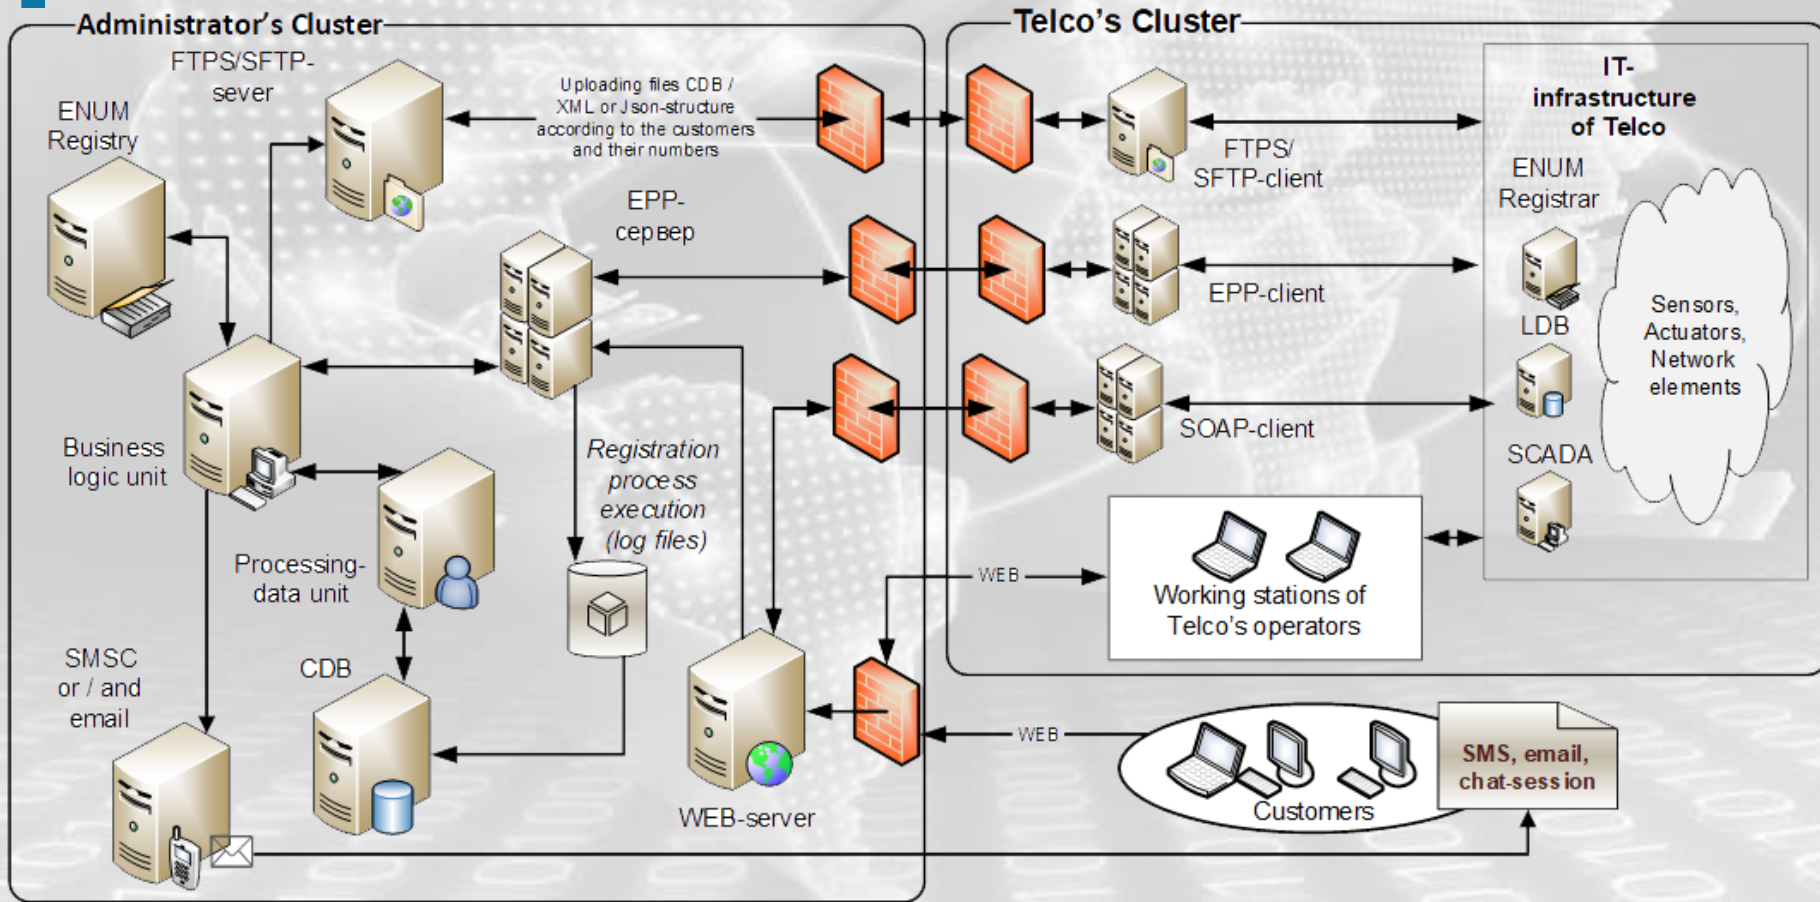 Administrator's Cluster
Telco's Cluster
FTPS/SFTP-
sever
ENUM
Registry
Uploading files CDB /
XML or Json-structure
according to the customers
and their numbers
EPP-
сервер
Business
logic unit
Processing-
data unit
Registration
process
execution
(log files)
SMSC
or / and
email
CDB
WEB-server
FTPS/
SFTP-client
EPP-client
SOAP-client
IT-
infrastructure
of Telco
ENUM
Registrar
LDB
SCADA
Sensors,
Actuators,
Network
elements
WEB
Working stations of
Telco's operators
WEB
Customers
SMS, email,
chat-session